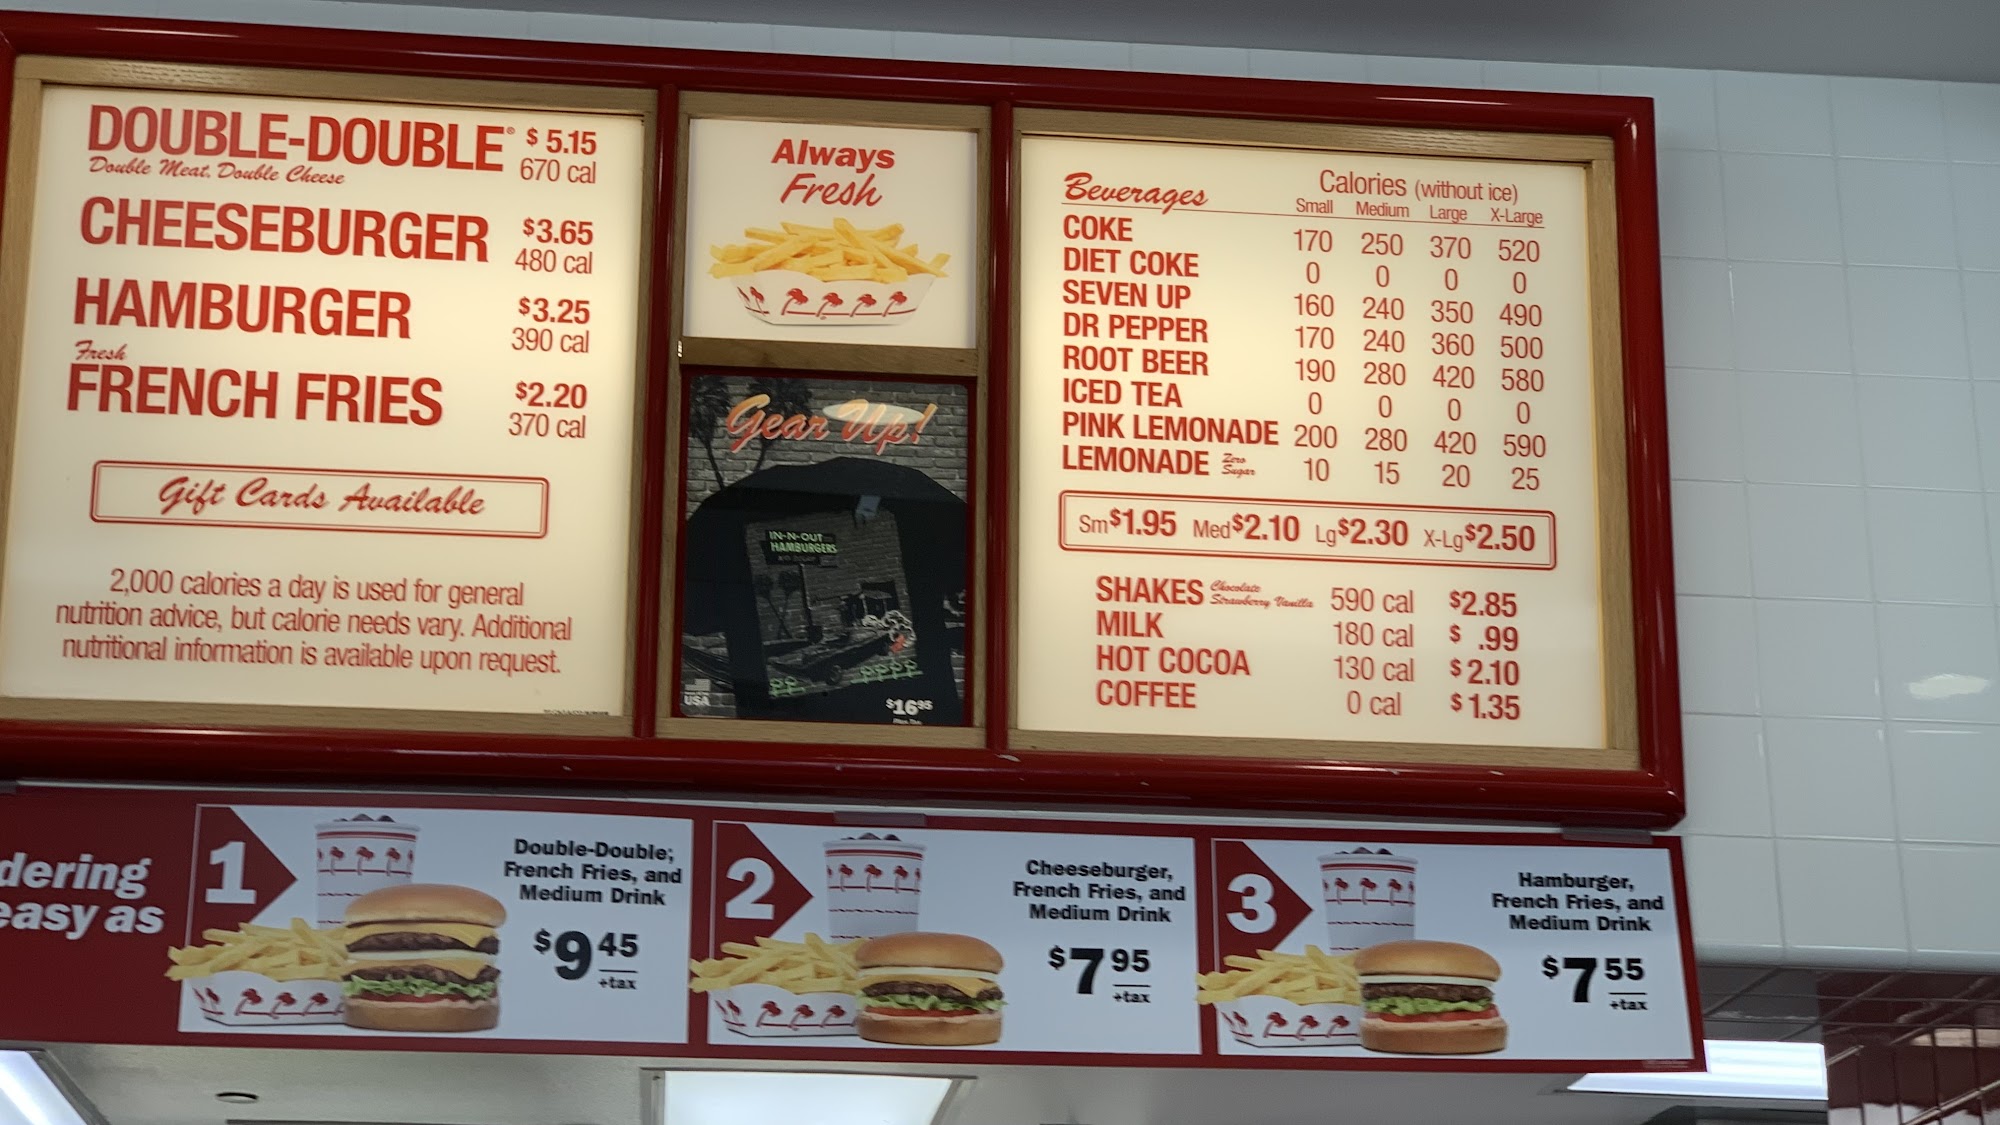 DOUBLE-DOUBLE® $5.15
Double Meat. Double Cheese 670 cal
CHEESEBURGER $3.65
480 cal
HAMBURGER $3.25
390 cal
Fresh
FRENCH FRIES $2.20
370 cal
Gift Cards Available
2,000 calories a day is used for general
nutrition advice, but calorie needs vary. Additional
nutritional information is available upon request.
Always
Fresh
Gear Up!
IN-N-OUT
HAMBURGERS
USA
$16.95
Beverages Calories (without ice)
Small Medium Large X-Large
COKE 170 250 370 520
DIET COKE 0 0 0 0
SEVEN UP 160 240 350 490
DR PEPPER 170 240 360 500
ROOT BEER 190 280 420 580
ICED TEA 0 0 0 0
PINK LEMONADE 200 280 420 590
LEMONADE Zero Sugar 10 15 20 25
Sm $1.95 Med $2.10 Lg $2.30 X-Lg $2.50
SHAKES Chocolate Strawberry Vanilla 590 cal $2.85
MILK 180 cal $ .99
HOT COCOA 130 cal $2.10
COFFEE 0 cal $1.35
dering
easy as
1
Double-Double,
French Fries, and
Medium Drink
$9 45
+tax
2
Cheeseburger,
French Fries, and
Medium Drink
$7 95
+tax
3
Hamburger,
French Fries, and
Medium Drink
$7 55
+tax